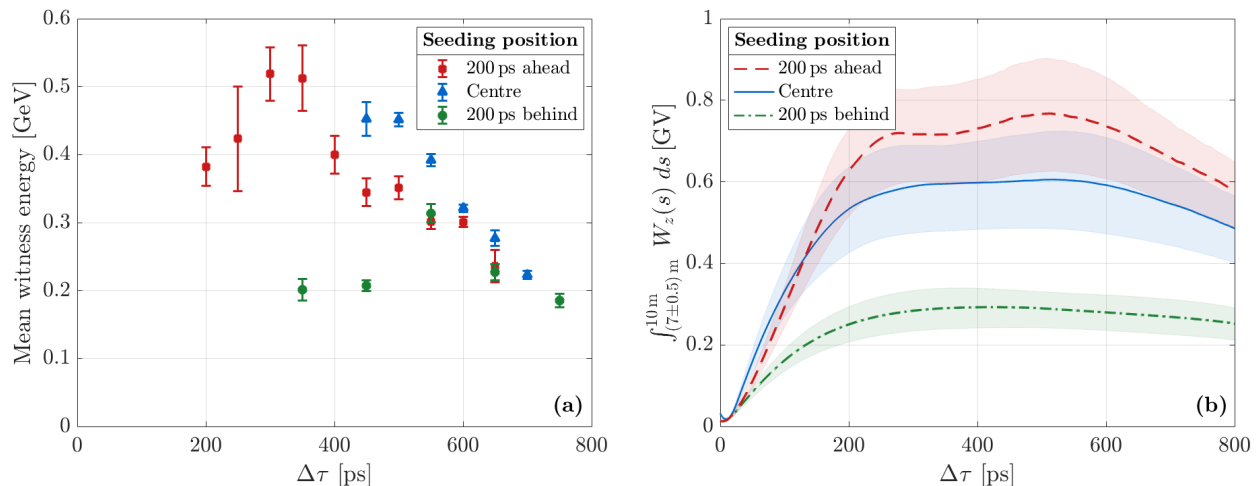 Mean witness energy [GeV]
0.6
0.5
0.4
0.3
0.2
0.1
0
Seeding position
200 ps ahead
Centre
200 ps behind
(a)
0 200 400 600 800
Δτ [ps]
∫_{(7±0.5) m}^{10 m} W_z(s) ds [GV]
1
0.8
0.6
0.4
0.2
0
Seeding position
200 ps ahead
Centre
200 ps behind
(b)
0 200 400 600 800
Δτ [ps]